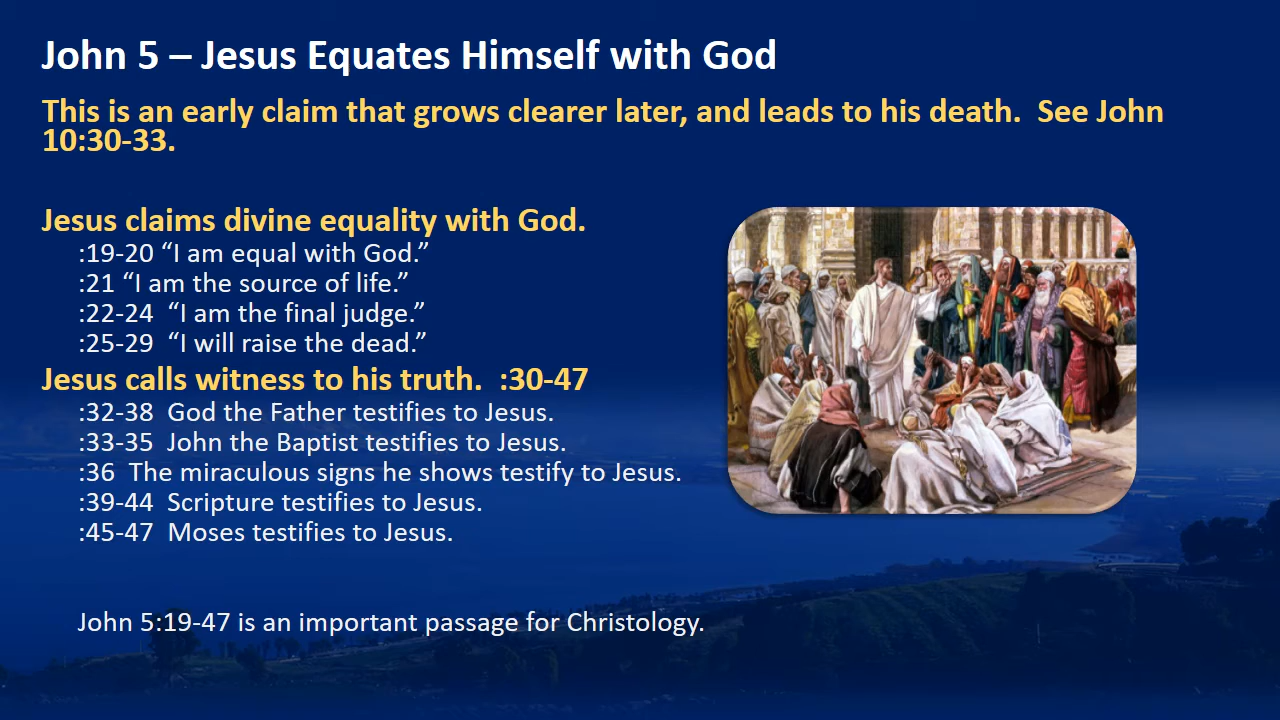 John 5 – Jesus Equates Himself with God
This is an early claim that grows clearer later, and leads to his death.  See John
10:30-33.
Jesus claims divine equality with God.
:19-20 “I am equal with God.”
:21 “I am the source of life.”
:22-24  “I am the final judge.”
:25-29  “I will raise the dead.”
Jesus calls witness to his truth.  :30-47
:32-38  God the Father testifies to Jesus.
:33-35  John the Baptist testifies to Jesus.
:36  The miraculous signs he shows testify to Jesus.
:39-44  Scripture testifies to Jesus.
:45-47  Moses testifies to Jesus.
John 5:19-47 is an important passage for Christology.